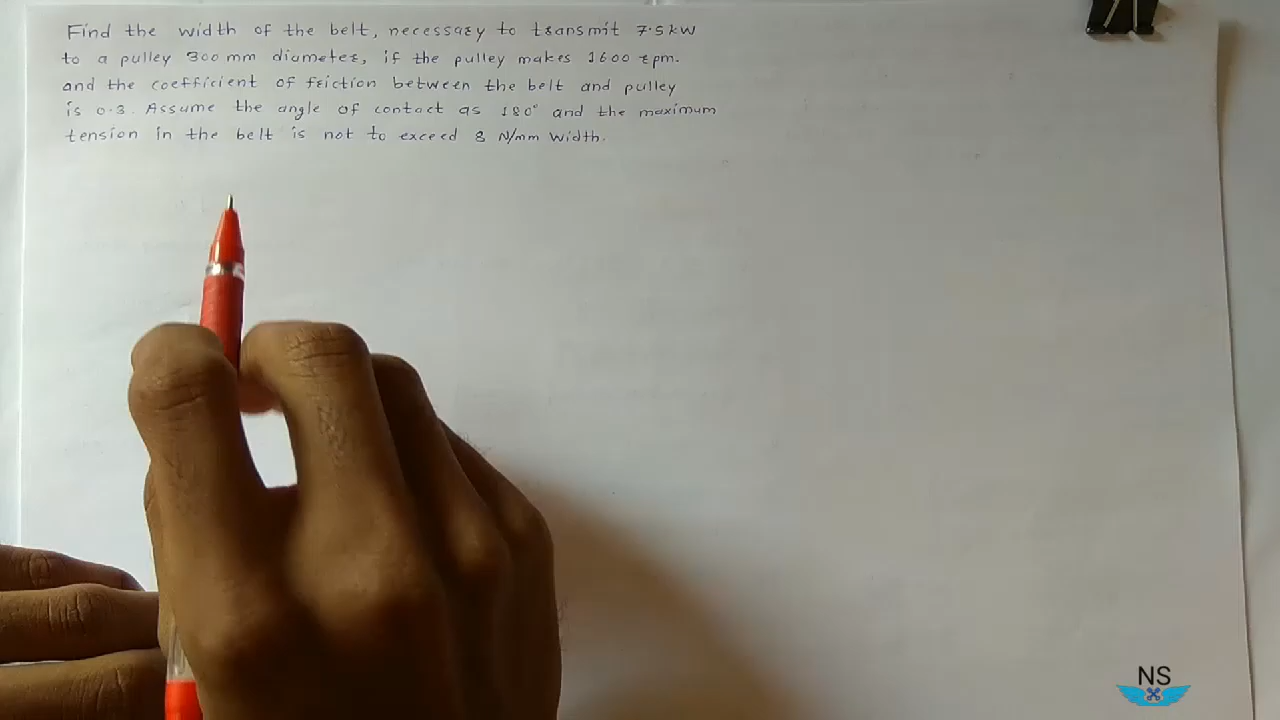 Find the width of the belt, necessary to transmit 7.5 kW
to a pulley 300 mm diameter, if the pulley makes 1600 rpm.
and the coefficient of friction between the belt and pulley
is 0.3. Assume the angle of contact as 180° and the maximum
tension in the belt is not to exceed 8 N/mm width.
NS